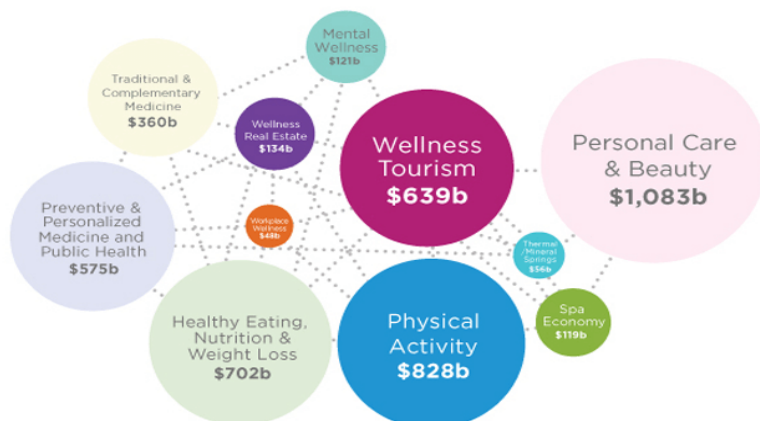 Mental
Wellness
$121b
Traditional &
Complementary
Medicine
$360b
Wellness
Real Estate
$134b
Wellness
Tourism
$639b
Personal Care
& Beauty
$1,083b
Preventive &
Personalized
Medicine and
Public Health
$575b
Workplace
Wellness
$48b
Thermal
/Mineral
Springs
$56b
Healthy Eating,
Nutrition &
Weight Loss
$702b
Physical
Activity
$828b
Spa
Economy
$119b